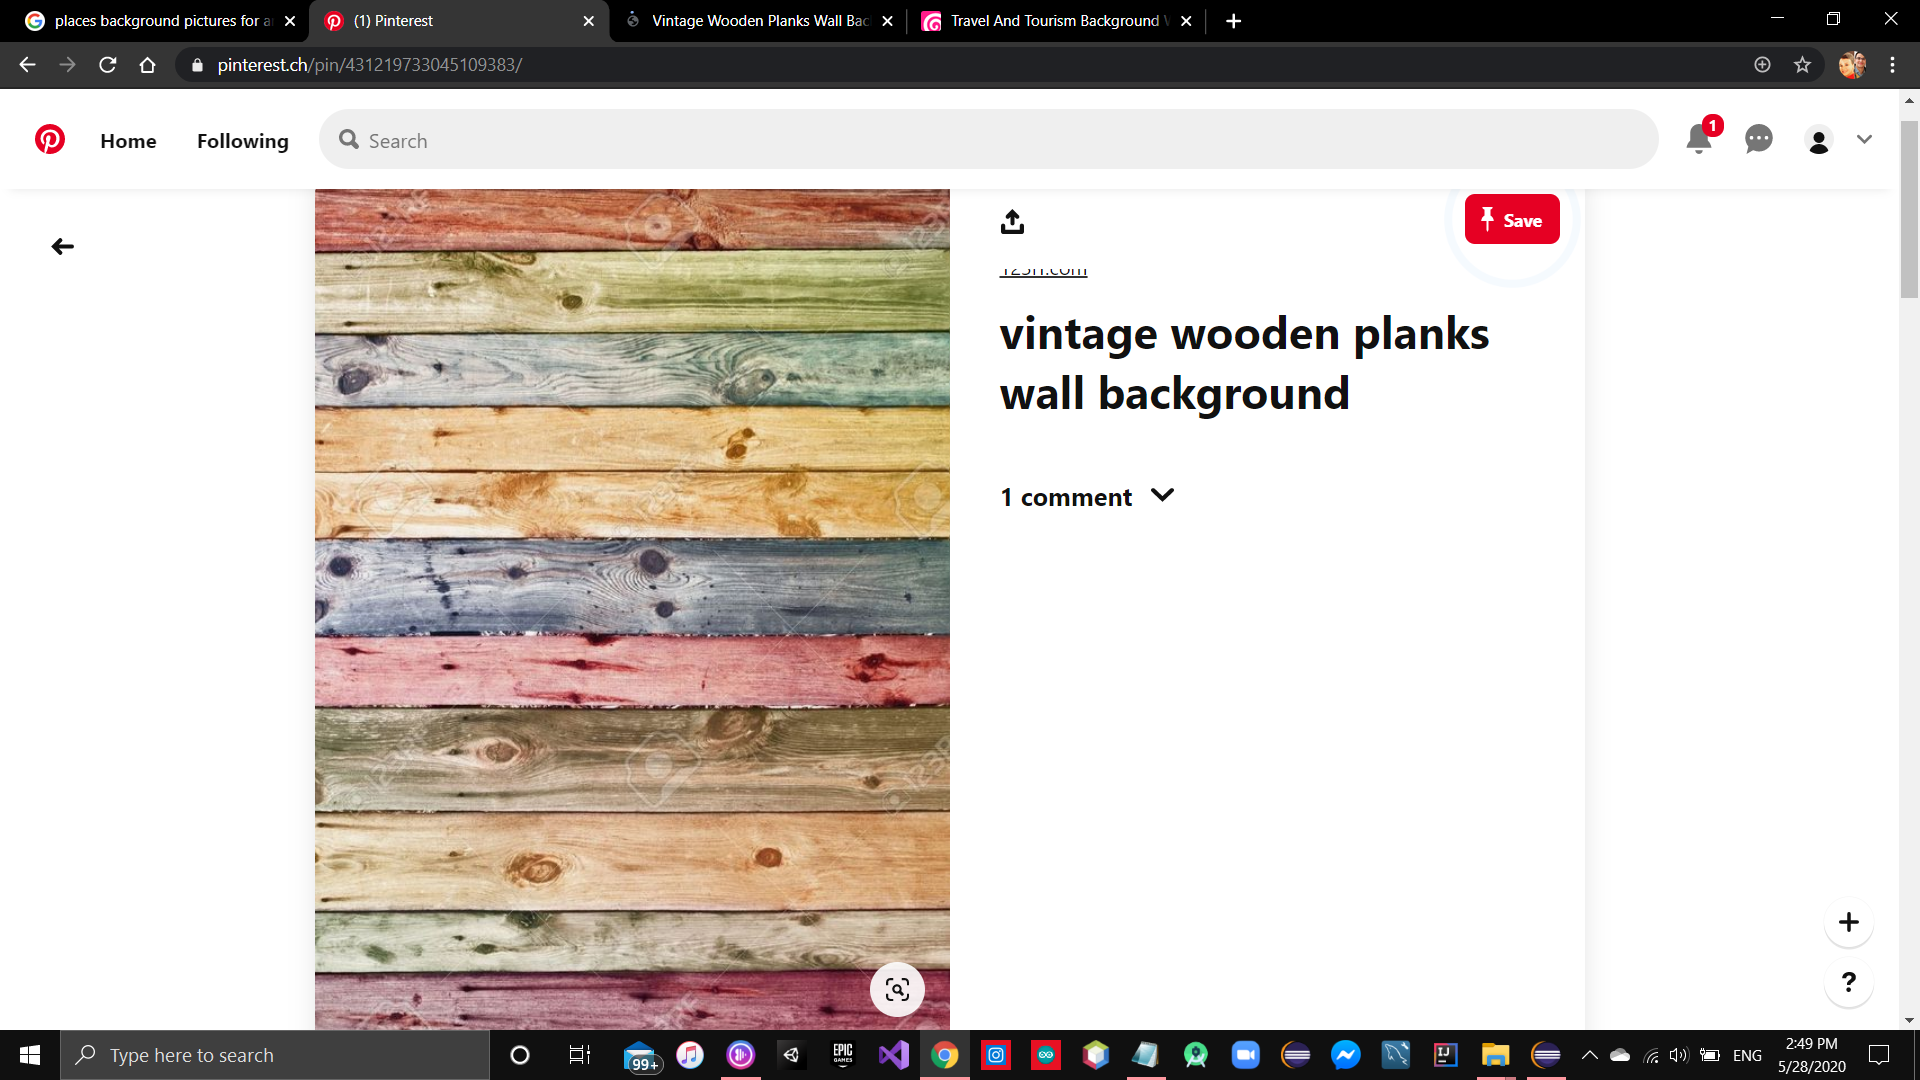 places background pictures for a
(1) Pinterest
Vintage Wooden Planks Wall Bac
Travel And Tourism Background
pinterest.ch/pin/431219733045109383/
Home
Following
Search
1
Save
123rf.com
vintage wooden planks
wall background
1 comment
123RF
?
Type here to search
99+
EPIC
GAMES
IJ
ENG
2:49 PM
5/28/2020